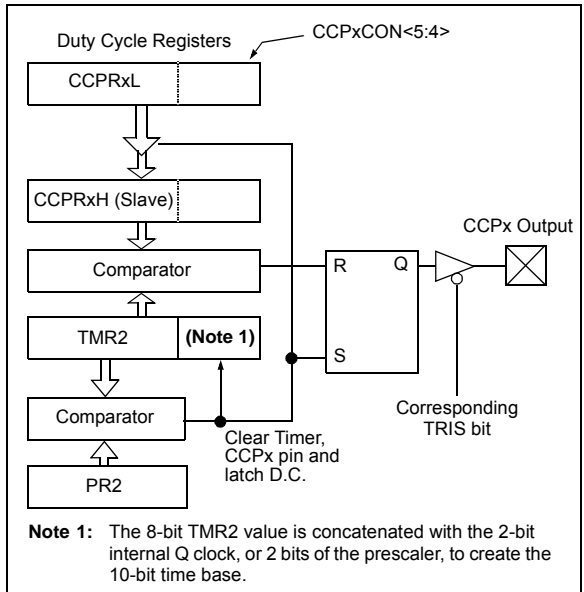 Duty Cycle Registers
CCPxCON<5:4>
CCPRxL
CCPRxH (Slave)
CCPx Output
Comparator
R
Q
TMR2
(Note 1)
S
Comparator
Clear Timer,
CCPx pin and
latch D.C.
Corresponding
TRIS bit
PR2
Note 1: The 8-bit TMR2 value is concatenated with the 2-bit
internal Q clock, or 2 bits of the prescaler, to create the
10-bit time base.